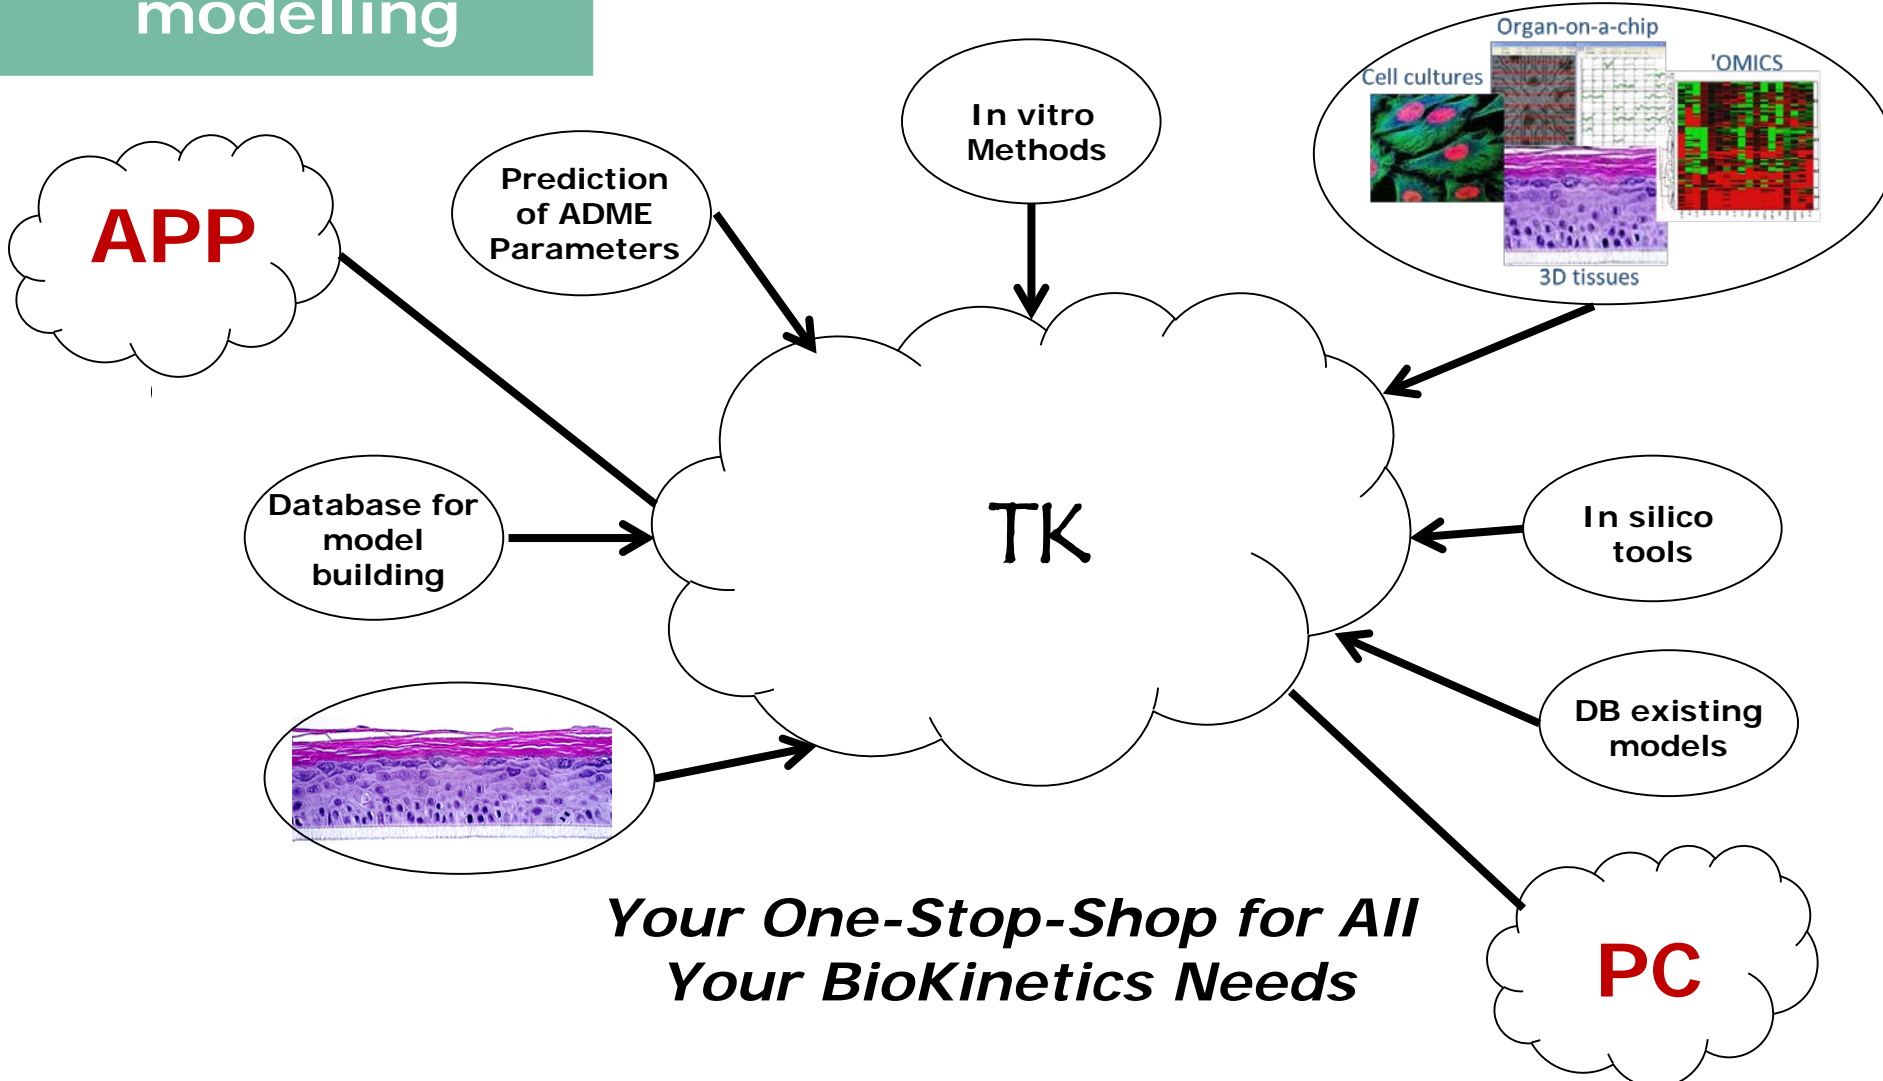 modelling
Organ-on-a-chip
Cell cultures
'OMICS
3D tissues
In vitro
Methods
Prediction
of ADME
Parameters
APP
Database for
model
building
TK
In silico
tools
DB existing
models
Your One-Stop-Shop for All
Your BioKinetics Needs
PC